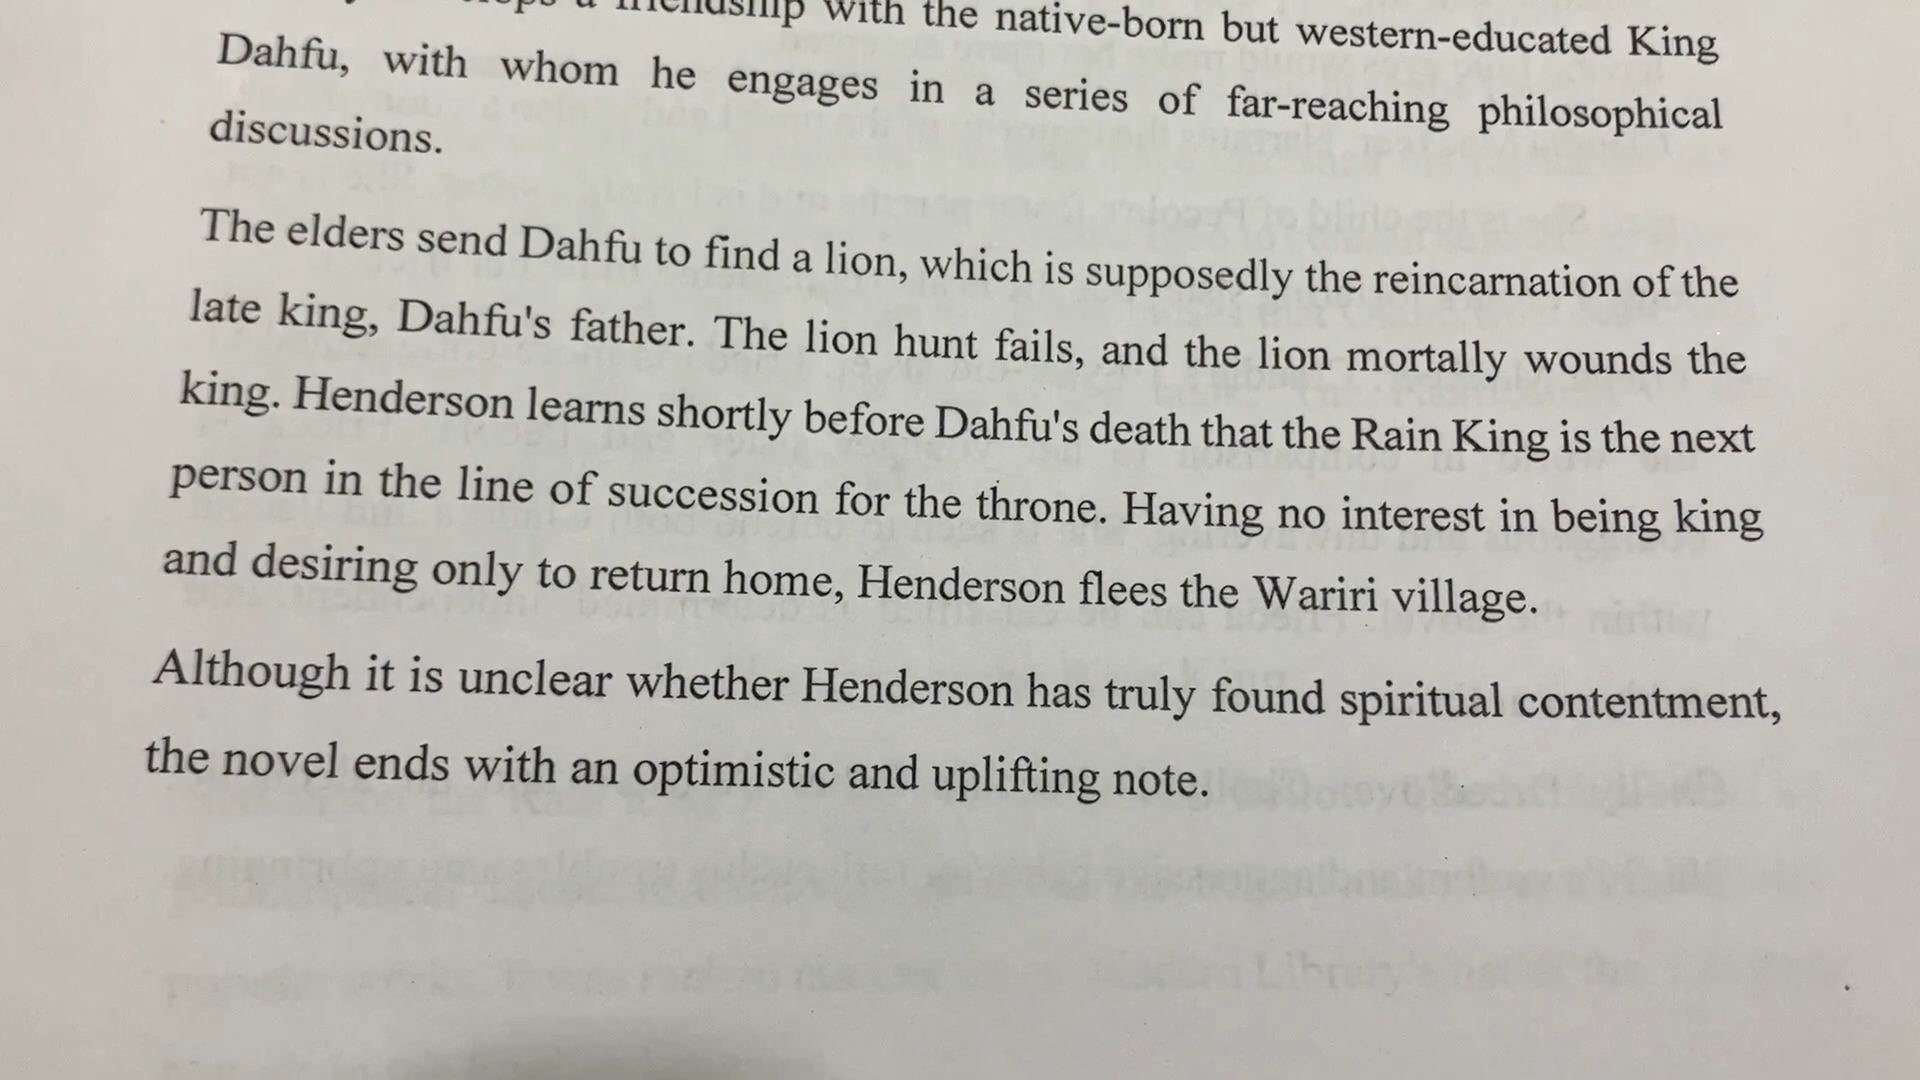 a friendship with the native-born but western-educated King
Dahfu, with whom he engages in a series of far-reaching philosophical
discussions.
The elders send Dahfu to find a lion, which is supposedly the reincarnation of the
late king, Dahfu's father. The lion hunt fails, and the lion mortally wounds the
king. Henderson learns shortly before Dahfu's death that the Rain King is the next
person in the line of succession for the throne. Having no interest in being king
and desiring only to return home, Henderson flees the Wariri village.
Although it is unclear whether Henderson has truly found spiritual contentment,
the novel ends with an optimistic and uplifting note.